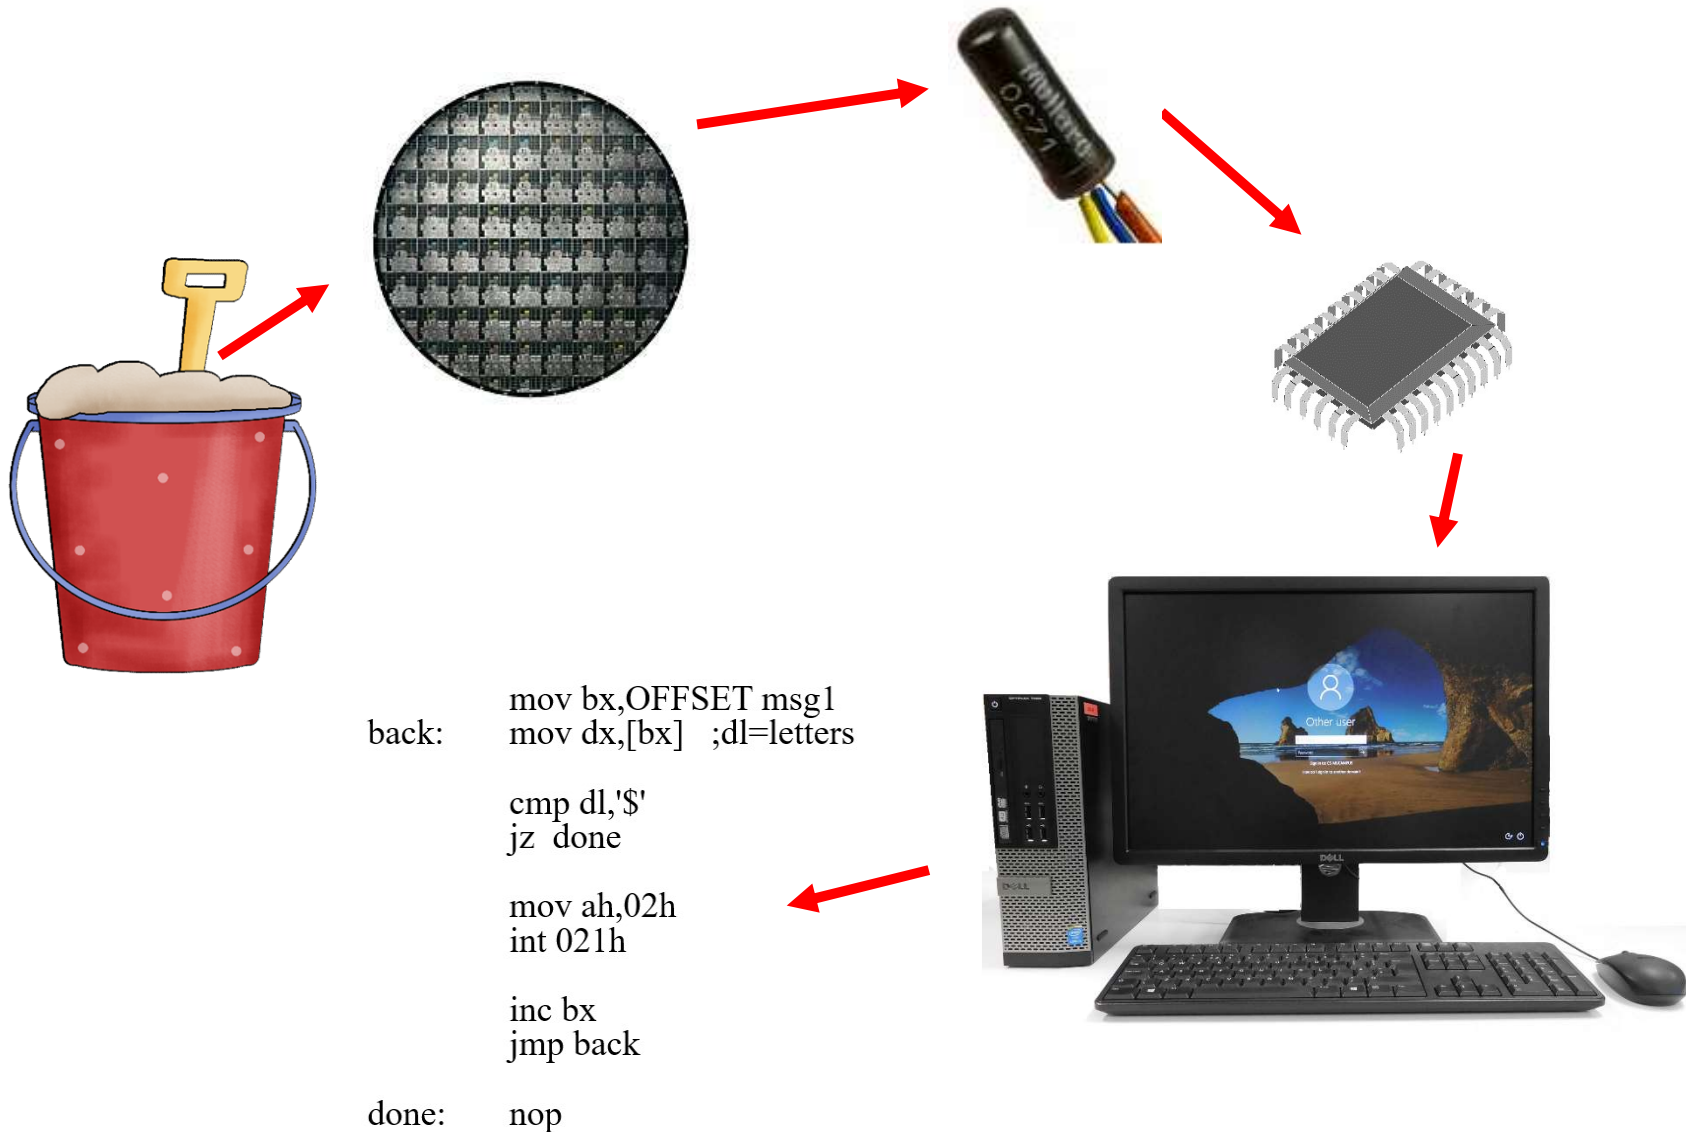 Mullard
OC71
mov bx,OFFSET msg1
back: mov dx,[bx] ;dl=letters
cmp dl,'$'
jz done
mov ah,02h
int 021h
inc bx
jmp back
done: nop
Other user
DELL
DELL